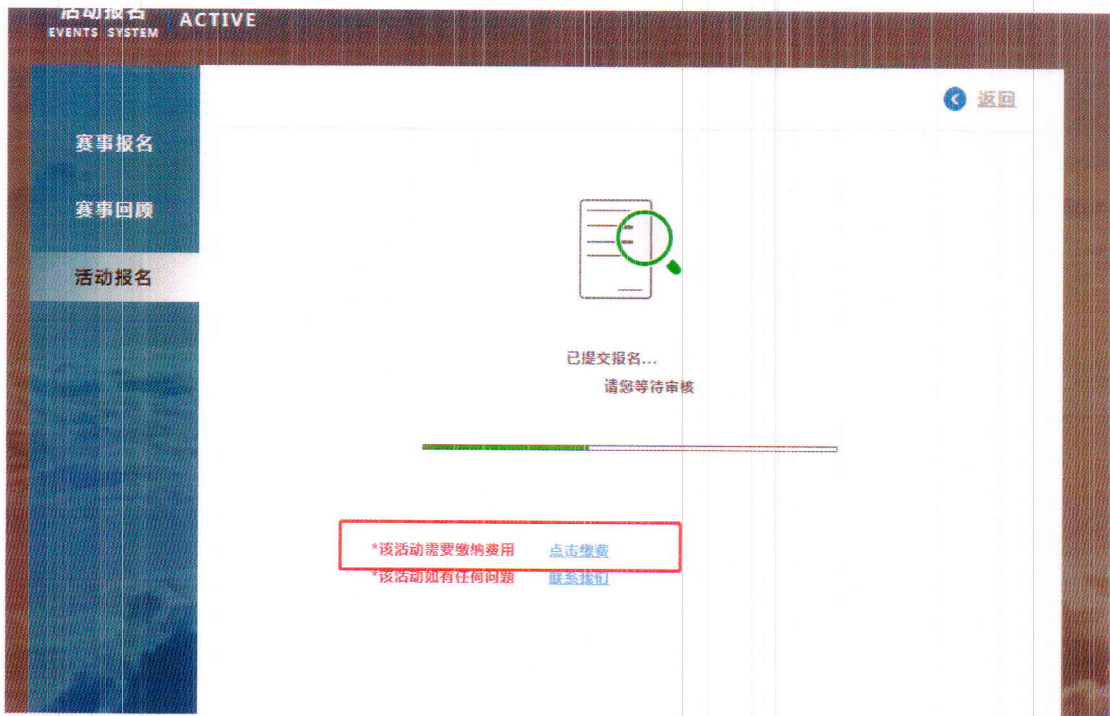 活动报名 ACTIVE
EVENTS SYSTEM
返回
赛事报名
赛事回顾
活动报名
已提交报名...
请您等待审核
*该活动需要缴纳费用 点击缴费
*该活动如有任何问题 联系我们